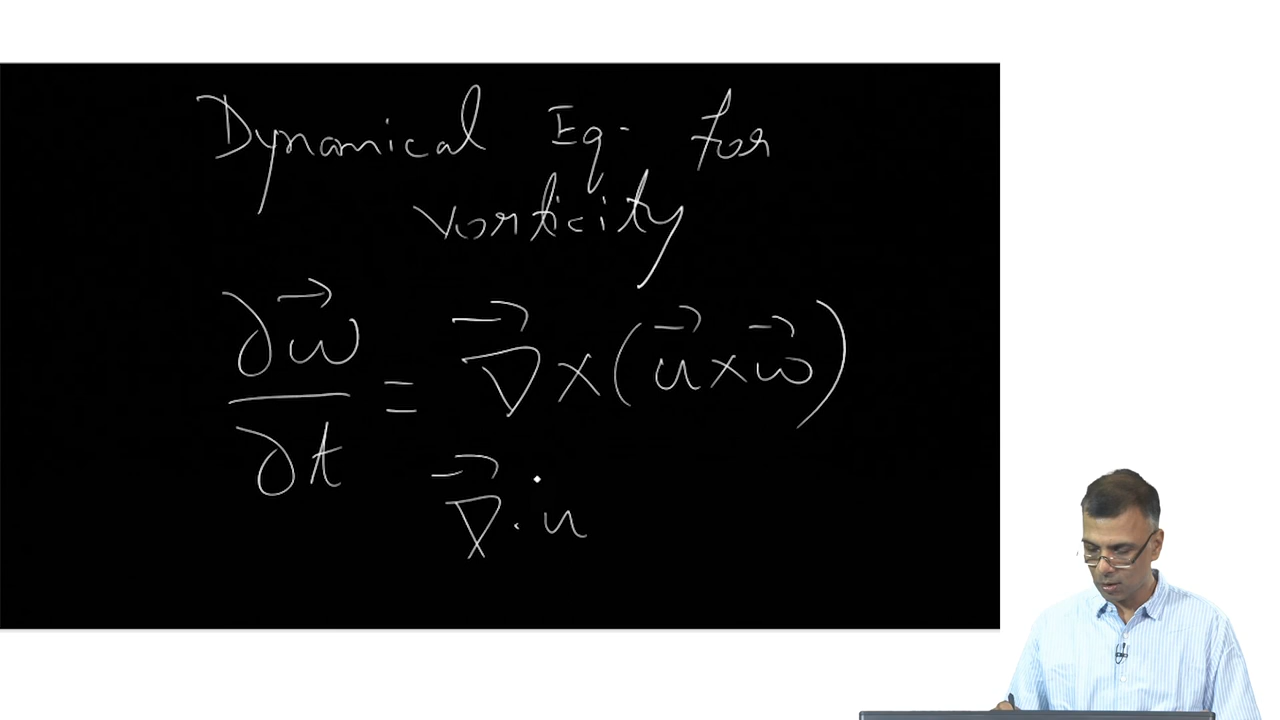 Dynamical Eq. for
vorticity
∂w⃗/∂t = ∇⃗ × (u⃗ × w⃗)
∇⃗ · u